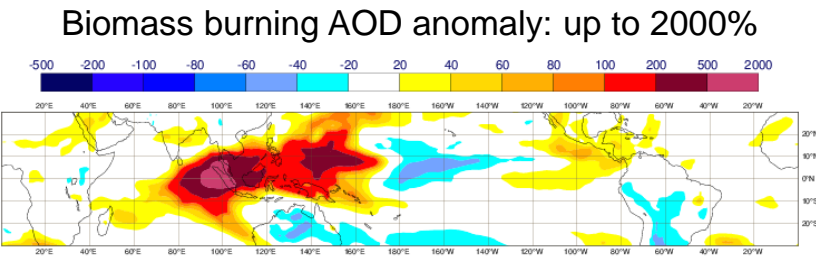 Biomass burning AOD anomaly: up to 2000%
-500 -200 -100 -80 -60 -40 -20 20 40 60 80 100 200 500 2000
20°E 40°E 60°E 80°E 100°E 120°E 140°E 160°E 180°E 160°W 140°W 120°W 100°W 80°W 60°W 40°W 20°W
20°N
10°N
0°N
10°S
20°S
20°E 40°E 60°E 80°E 100°E 120°E 140°E 160°E 180°E 160°W 140°W 120°W 100°W 80°W 60°W 40°W 20°W